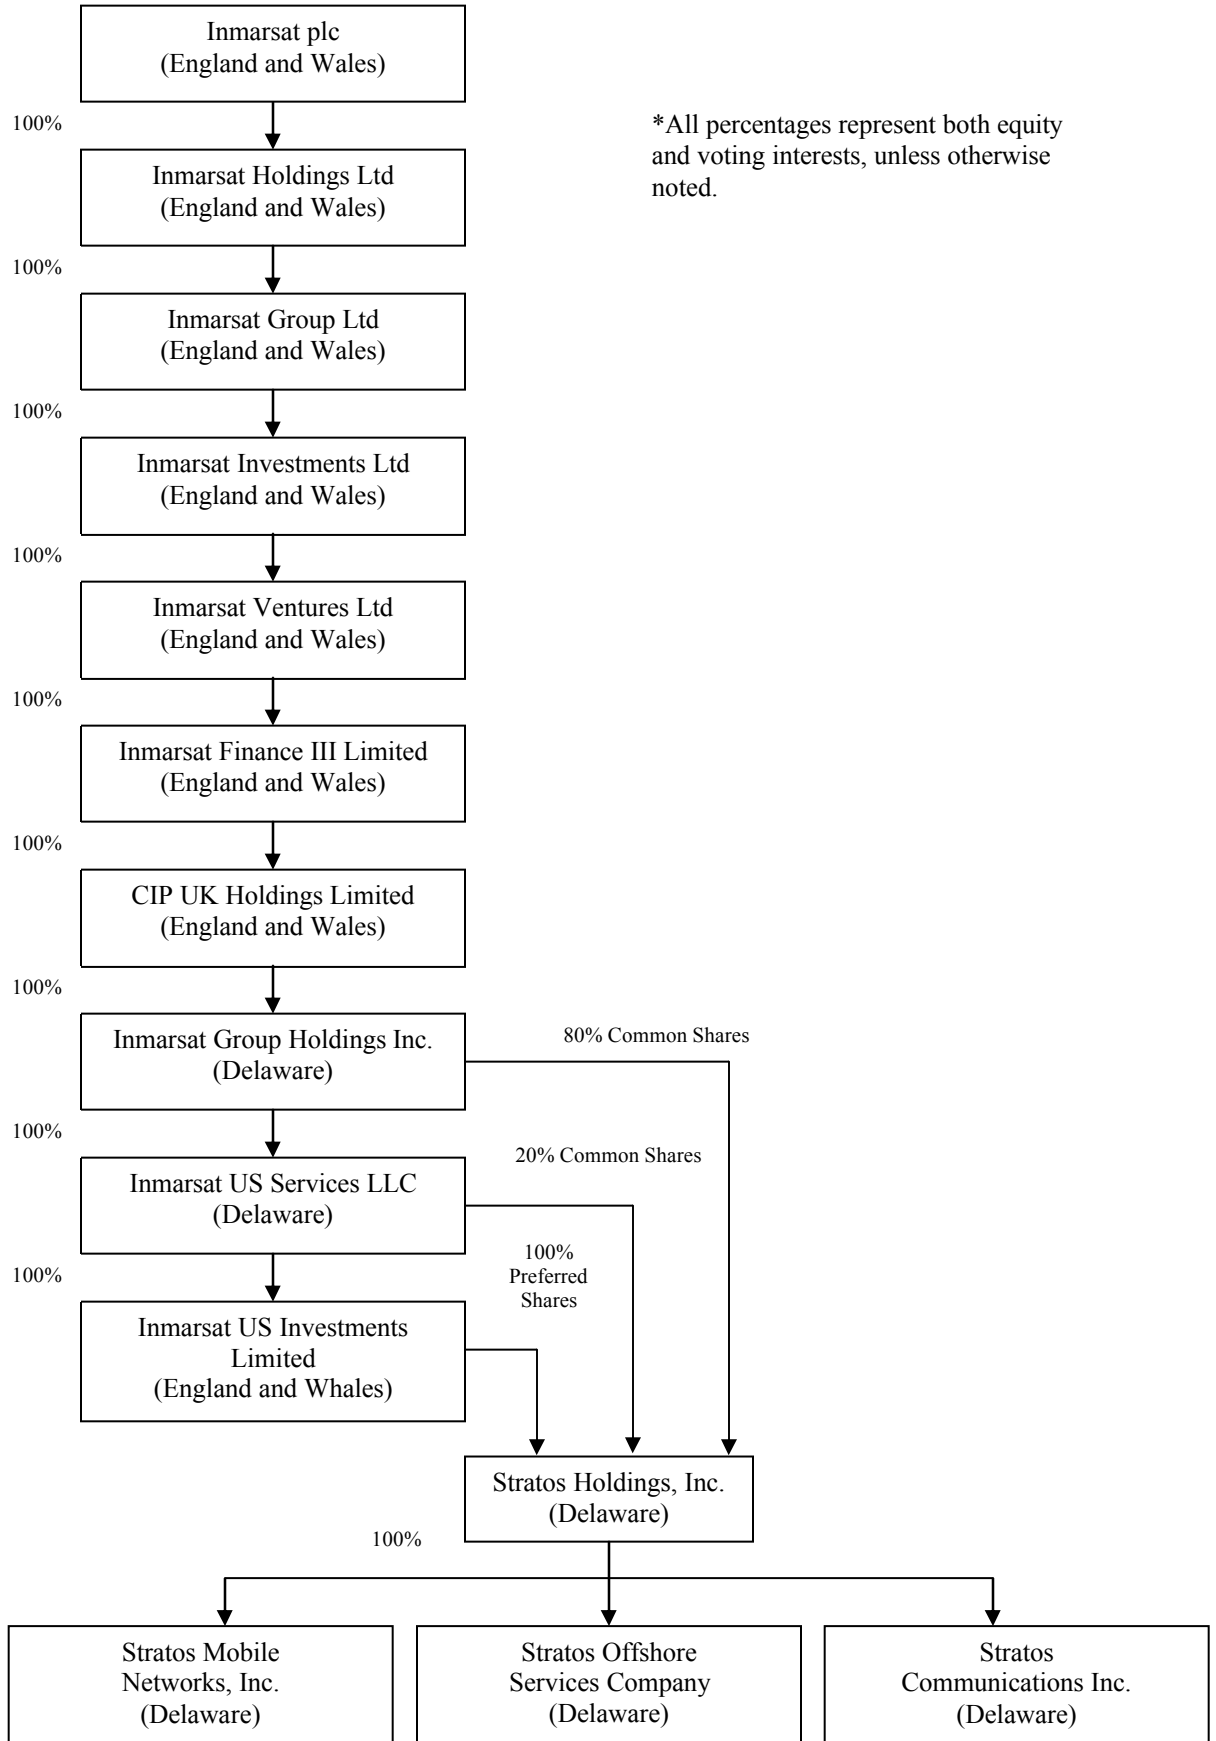 Inmarsat plc
(England and Wales)
100%
*All percentages represent both equity
and voting interests, unless otherwise
noted.
Inmarsat Holdings Ltd
(England and Wales)
100%
Inmarsat Group Ltd
(England and Wales)
100%
Inmarsat Investments Ltd
(England and Wales)
100%
Inmarsat Ventures Ltd
(England and Wales)
100%
Inmarsat Finance III Limited
(England and Wales)
100%
CIP UK Holdings Limited
(England and Wales)
100%
Inmarsat Group Holdings Inc.
(Delaware)
80% Common Shares
100%
Inmarsat US Services LLC
(Delaware)
20% Common Shares
100%
Inmarsat US Investments
Limited
(England and Whales)
100%
Preferred
Shares
Stratos Holdings, Inc.
(Delaware)
100%
Stratos Mobile
Networks, Inc.
(Delaware)
Stratos Offshore
Services Company
(Delaware)
Stratos
Communications Inc.
(Delaware)